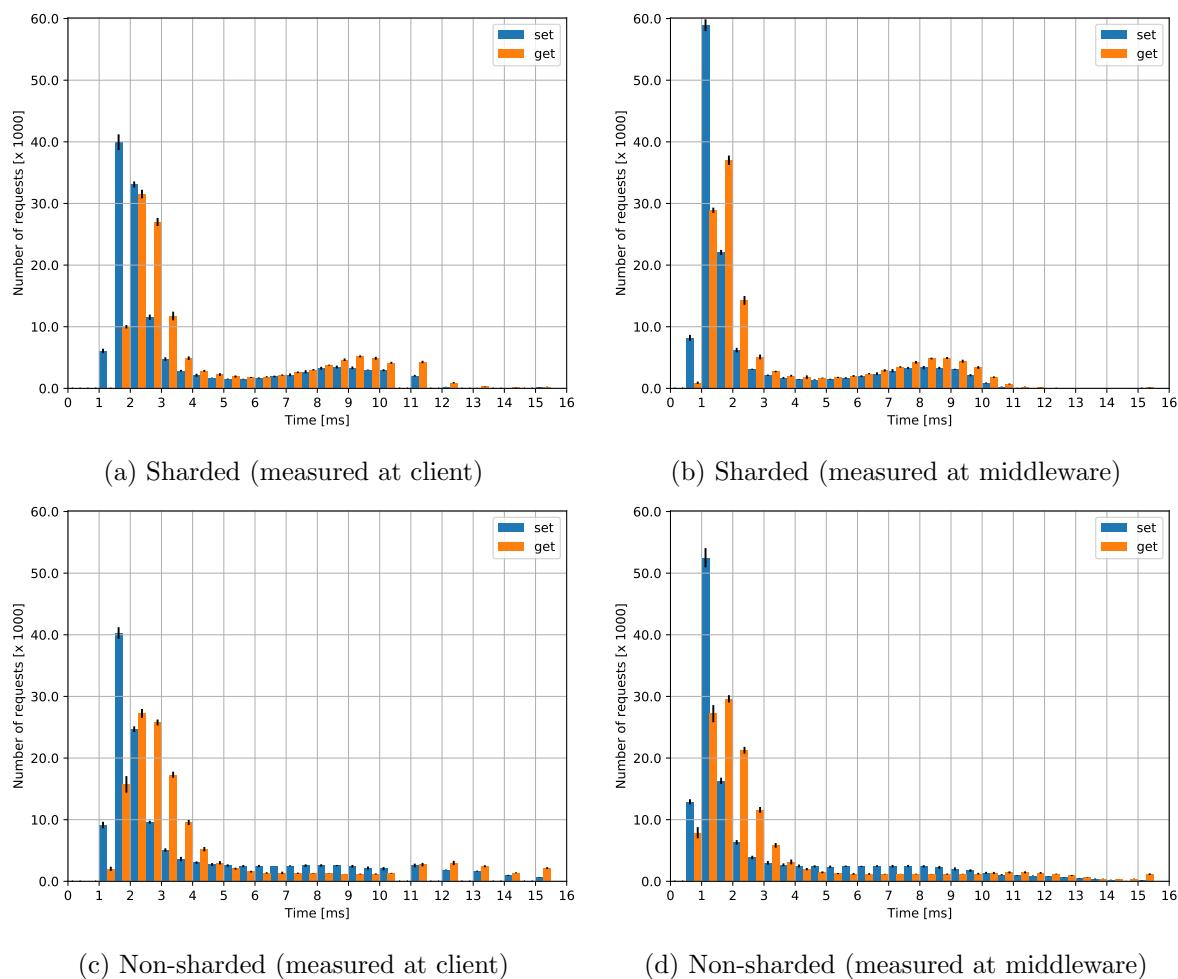 60.0
50.0
40.0
30.0
20.0
10.0
0.0
Number of requests [x 1000]
set
get
0 1 2 3 4 5 6 7 8 9 10 11 12 13 14 15 16
Time [ms]
(a) Sharded (measured at client)
60.0
50.0
40.0
30.0
20.0
10.0
0.0
Number of requests [x 1000]
set
get
0 1 2 3 4 5 6 7 8 9 10 11 12 13 14 15 16
Time [ms]
(b) Sharded (measured at middleware)
60.0
50.0
40.0
30.0
20.0
10.0
0.0
Number of requests [x 1000]
set
get
0 1 2 3 4 5 6 7 8 9 10 11 12 13 14 15 16
Time [ms]
(c) Non-sharded (measured at client)
60.0
50.0
40.0
30.0
20.0
10.0
0.0
Number of requests [x 1000]
set
get
0 1 2 3 4 5 6 7 8 9 10 11 12 13 14 15 16
Time [ms]
(d) Non-sharded (measured at middleware)